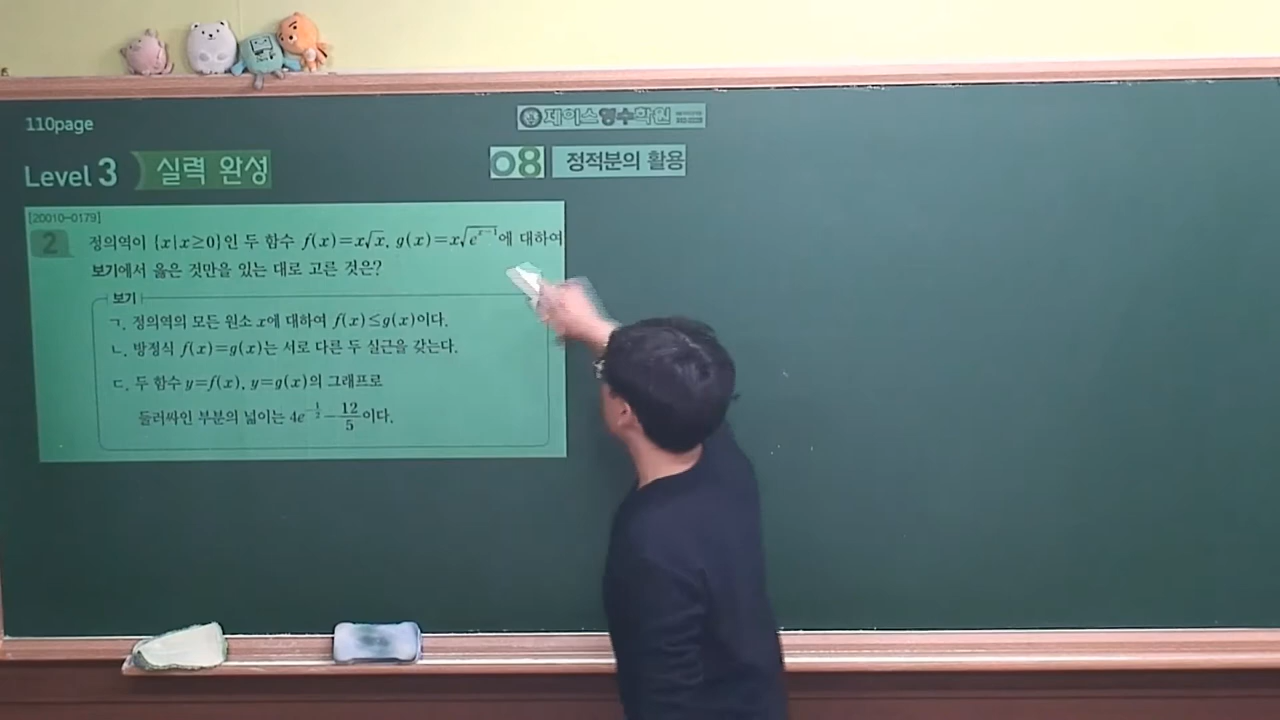 110page
제이스영수학원
Level 3 실력 완성
08 정적분의 활용
[20010-0179]
2 정의역이 {x|x≥0}인 두 함수 f(x)=x√x, g(x)=x√e^{x-1}에 대하여
보기에서 옳은 것만을 있는 대로 고른 것은?
보기
ㄱ. 정의역의 모든 원소 x에 대하여 f(x)≤g(x)이다.
ㄴ. 방정식 f(x)=g(x)는 서로 다른 두 실근을 갖는다.
ㄷ. 두 함수 y=f(x), y=g(x)의 그래프로
둘러싸인 부분의 넓이는 4e^{-1/2}-12/5이다.